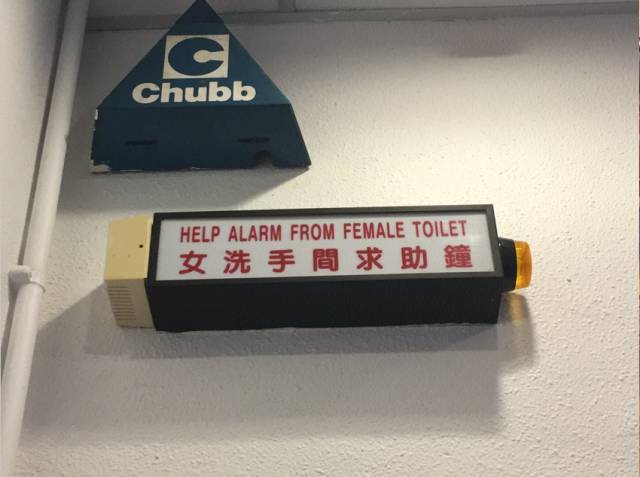 C
Chubb
HELP ALARM FROM FEMALE TOILET
女洗手間求助鐘